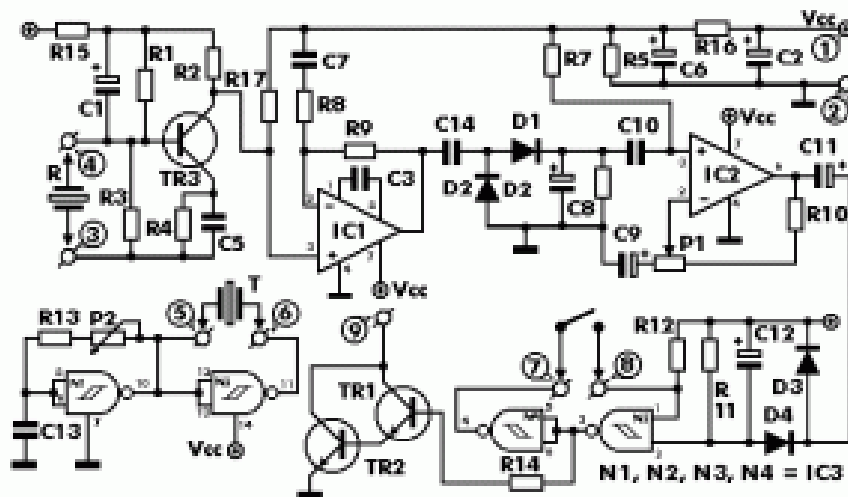 Vcc
R15
R1
R2
R16
C7
R7
R5
C6
C2
1
R17
C1
R8
2
Vcc
R9
C14
D1
C10
C11
4
TR3
C3
D2
D2
IC2
R
R3
R4
C8
R10
3
C5
IC1
C9
P1
Vcc
T
R13
P2
5
6
9
R12
C12
7
8
TR1
R
11
D3
C13
Vcc
TR2
R14
D4
N1, N2, N3, N4 = IC3